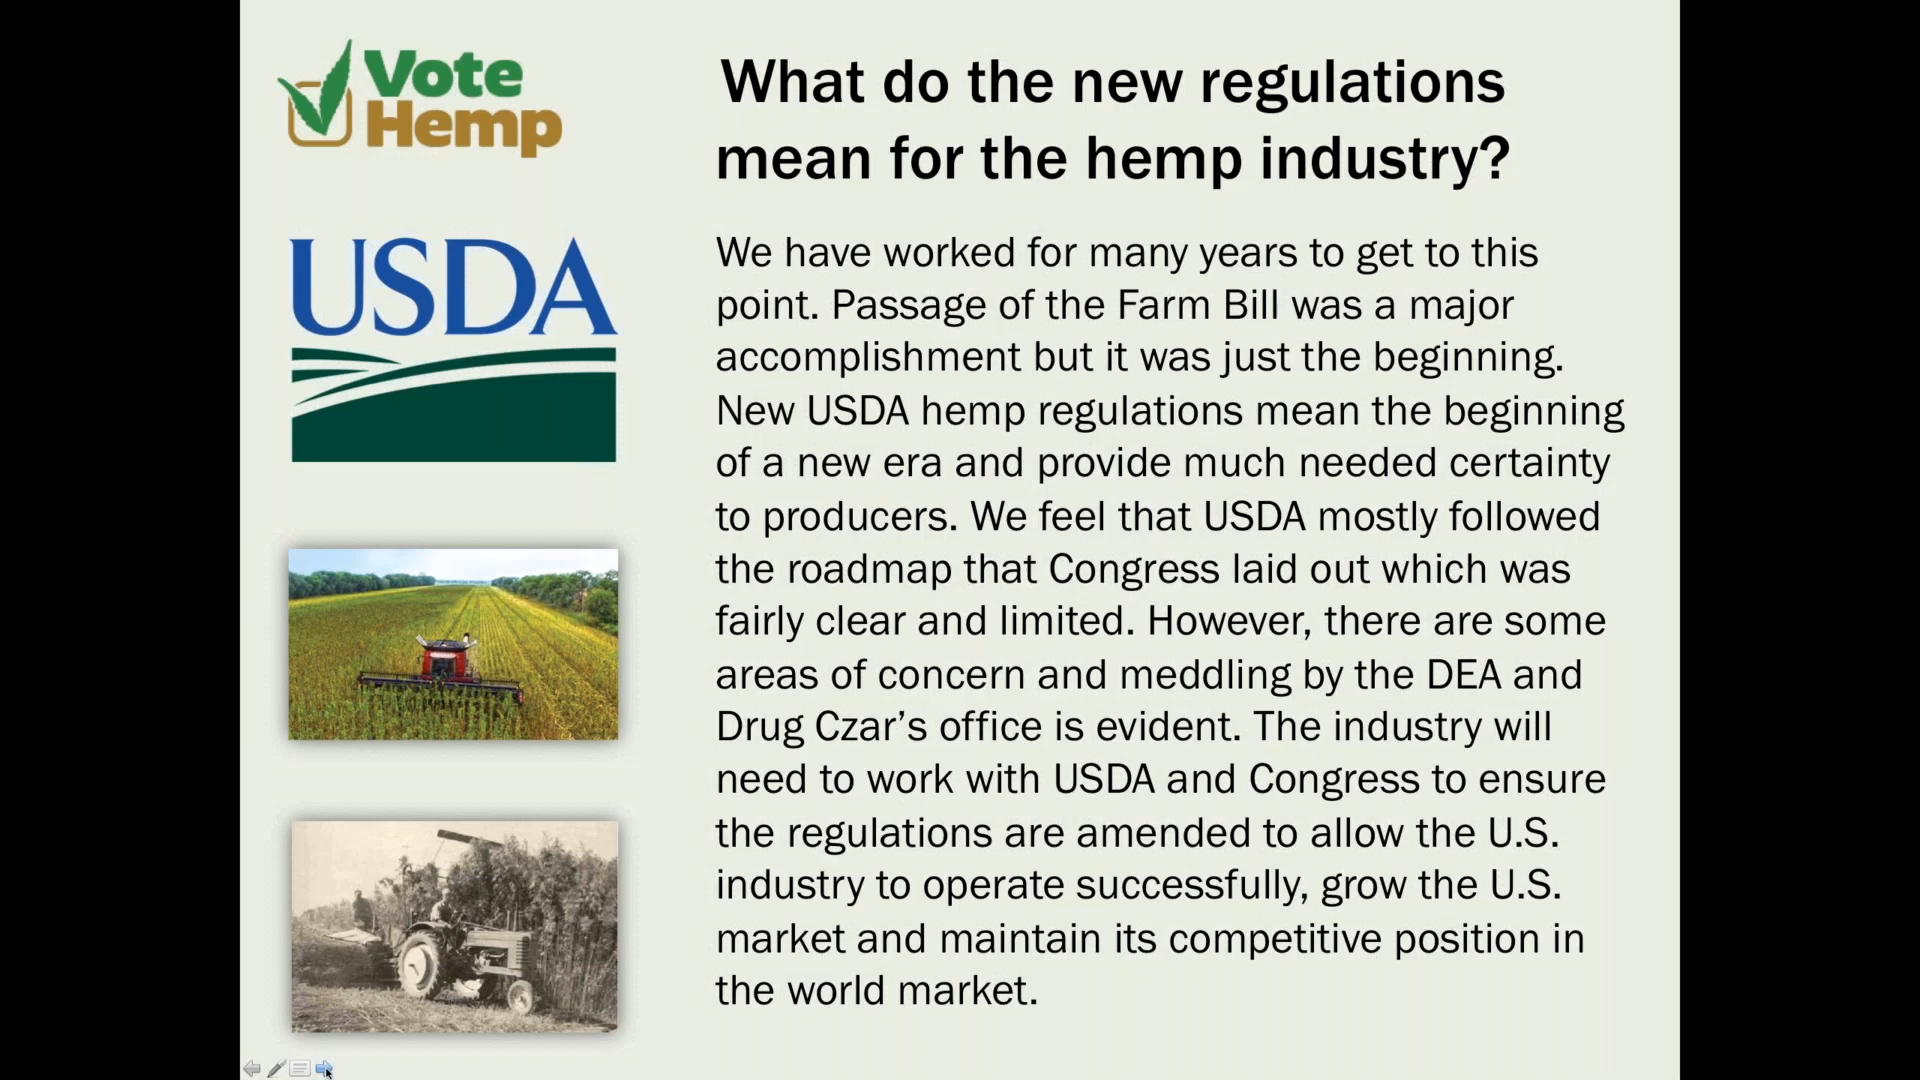 Vote
Hemp
USDA
What do the new regulations
mean for the hemp industry?
We have worked for many years to get to this
point. Passage of the Farm Bill was a major
accomplishment but it was just the beginning.
New USDA hemp regulations mean the beginning
of a new era and provide much needed certainty
to producers. We feel that USDA mostly followed
the roadmap that Congress laid out which was
fairly clear and limited. However, there are some
areas of concern and meddling by the DEA and
Drug Czar’s office is evident. The industry will
need to work with USDA and Congress to ensure
the regulations are amended to allow the U.S.
industry to operate successfully, grow the U.S.
market and maintain its competitive position in
the world market.